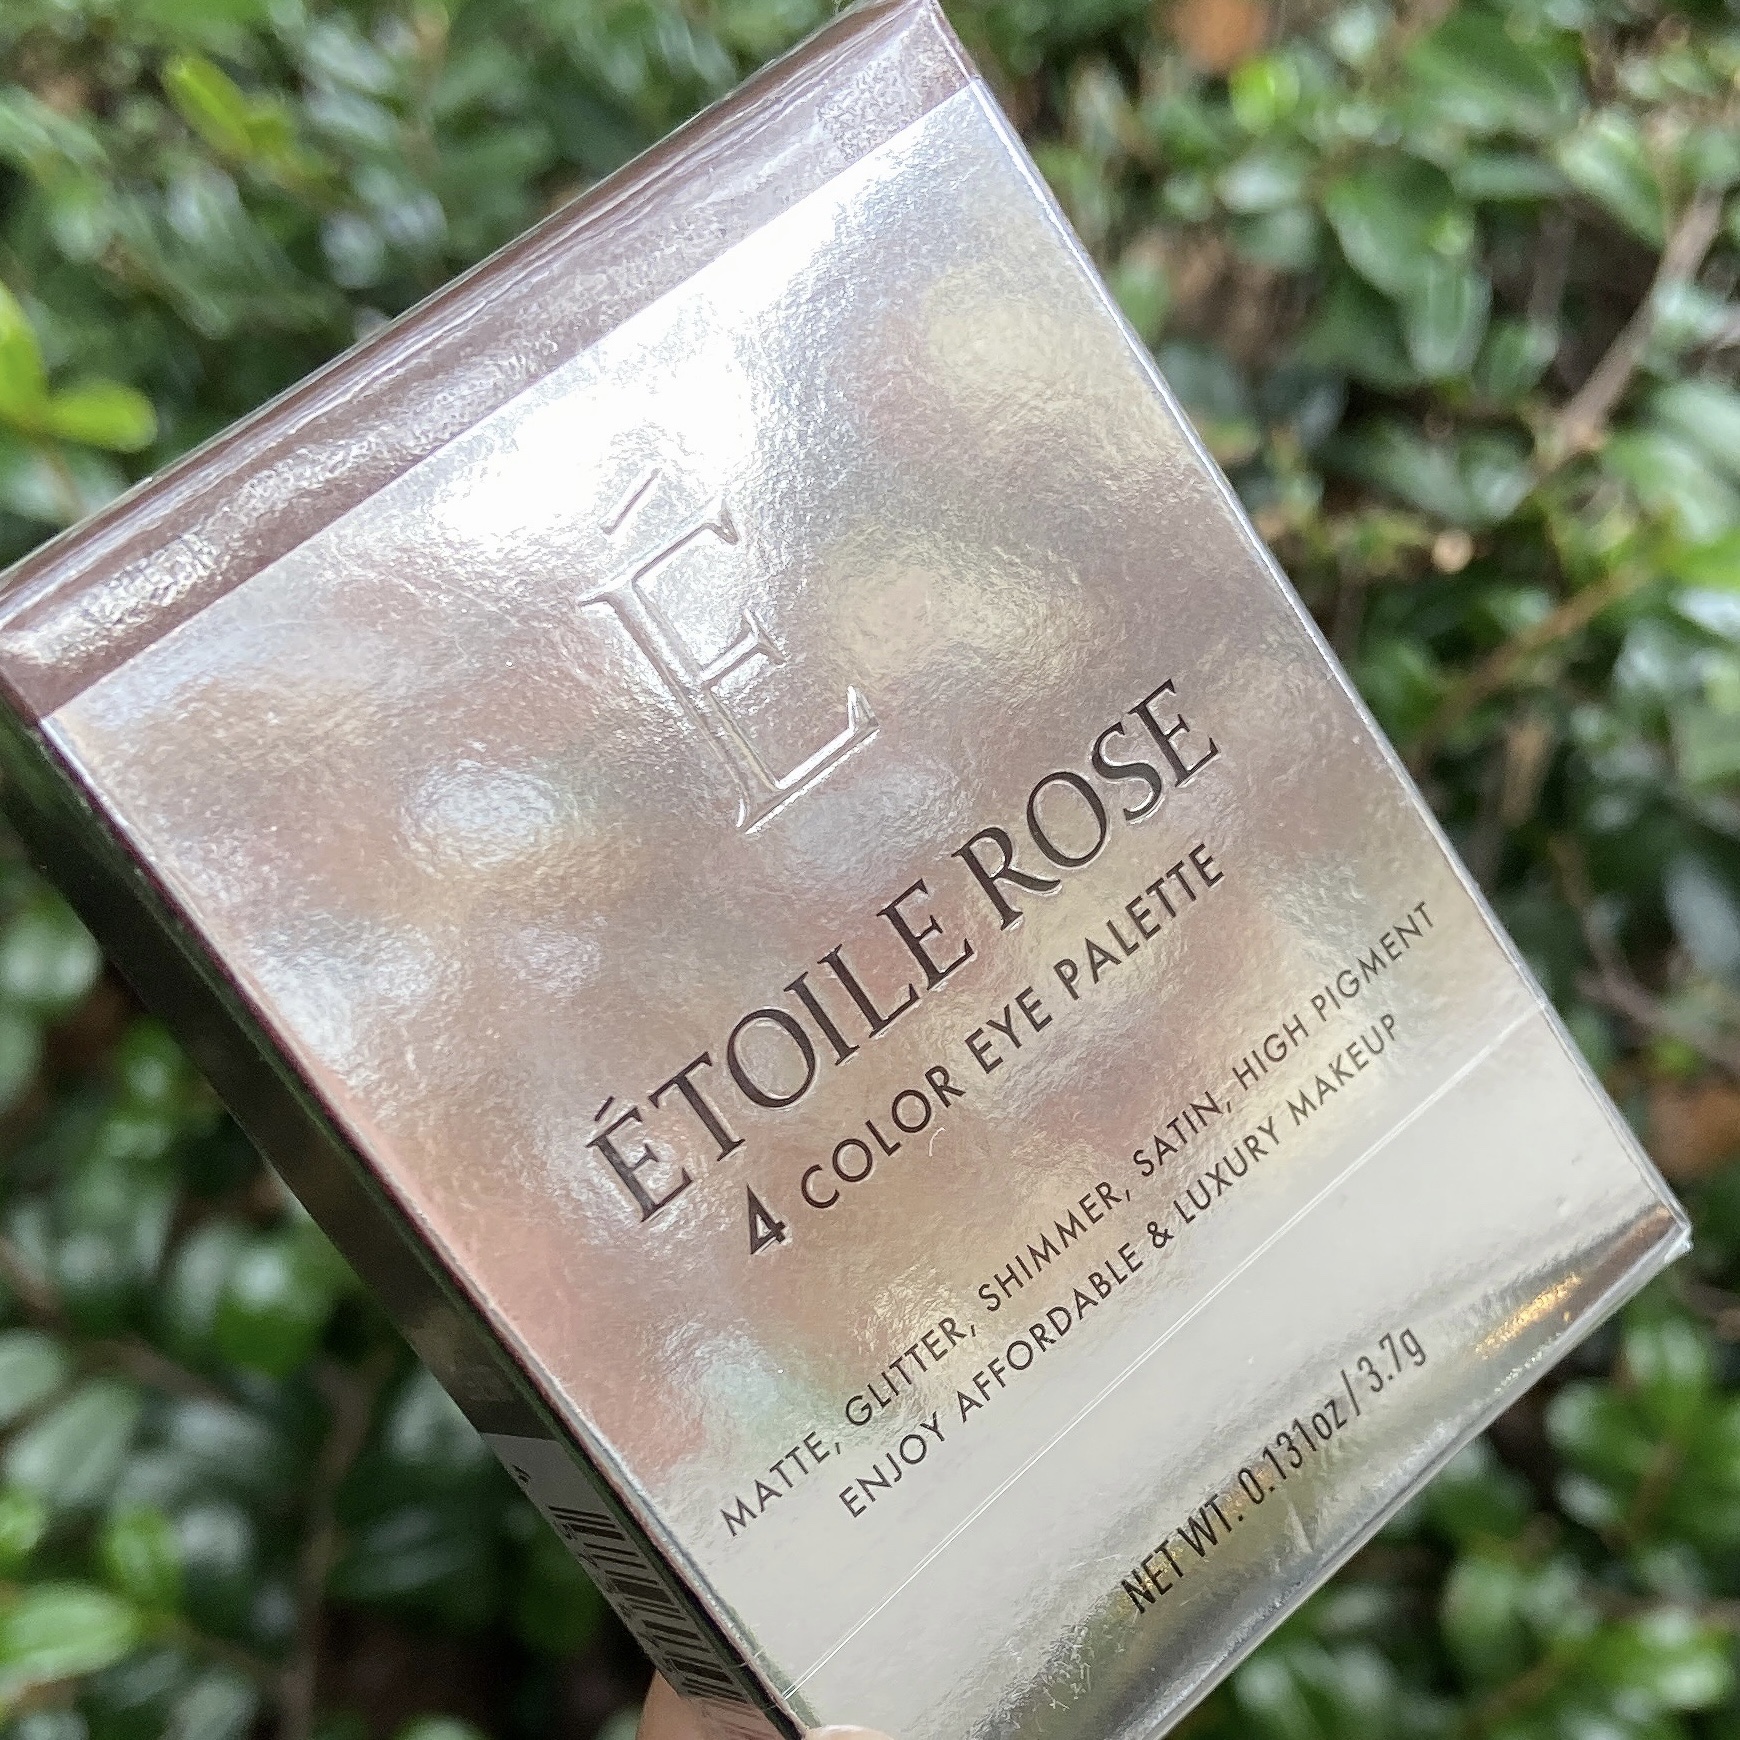 É
ÉTOILE ROSE
4 COLOR EYE PALETTE
MATTE, GLITTER, SHIMMER, SATIN, HIGH PIGMENT
ENJOY AFFORDABLE & LUXURY MAKEUP
NET WT. 0.131oz / 3.7g